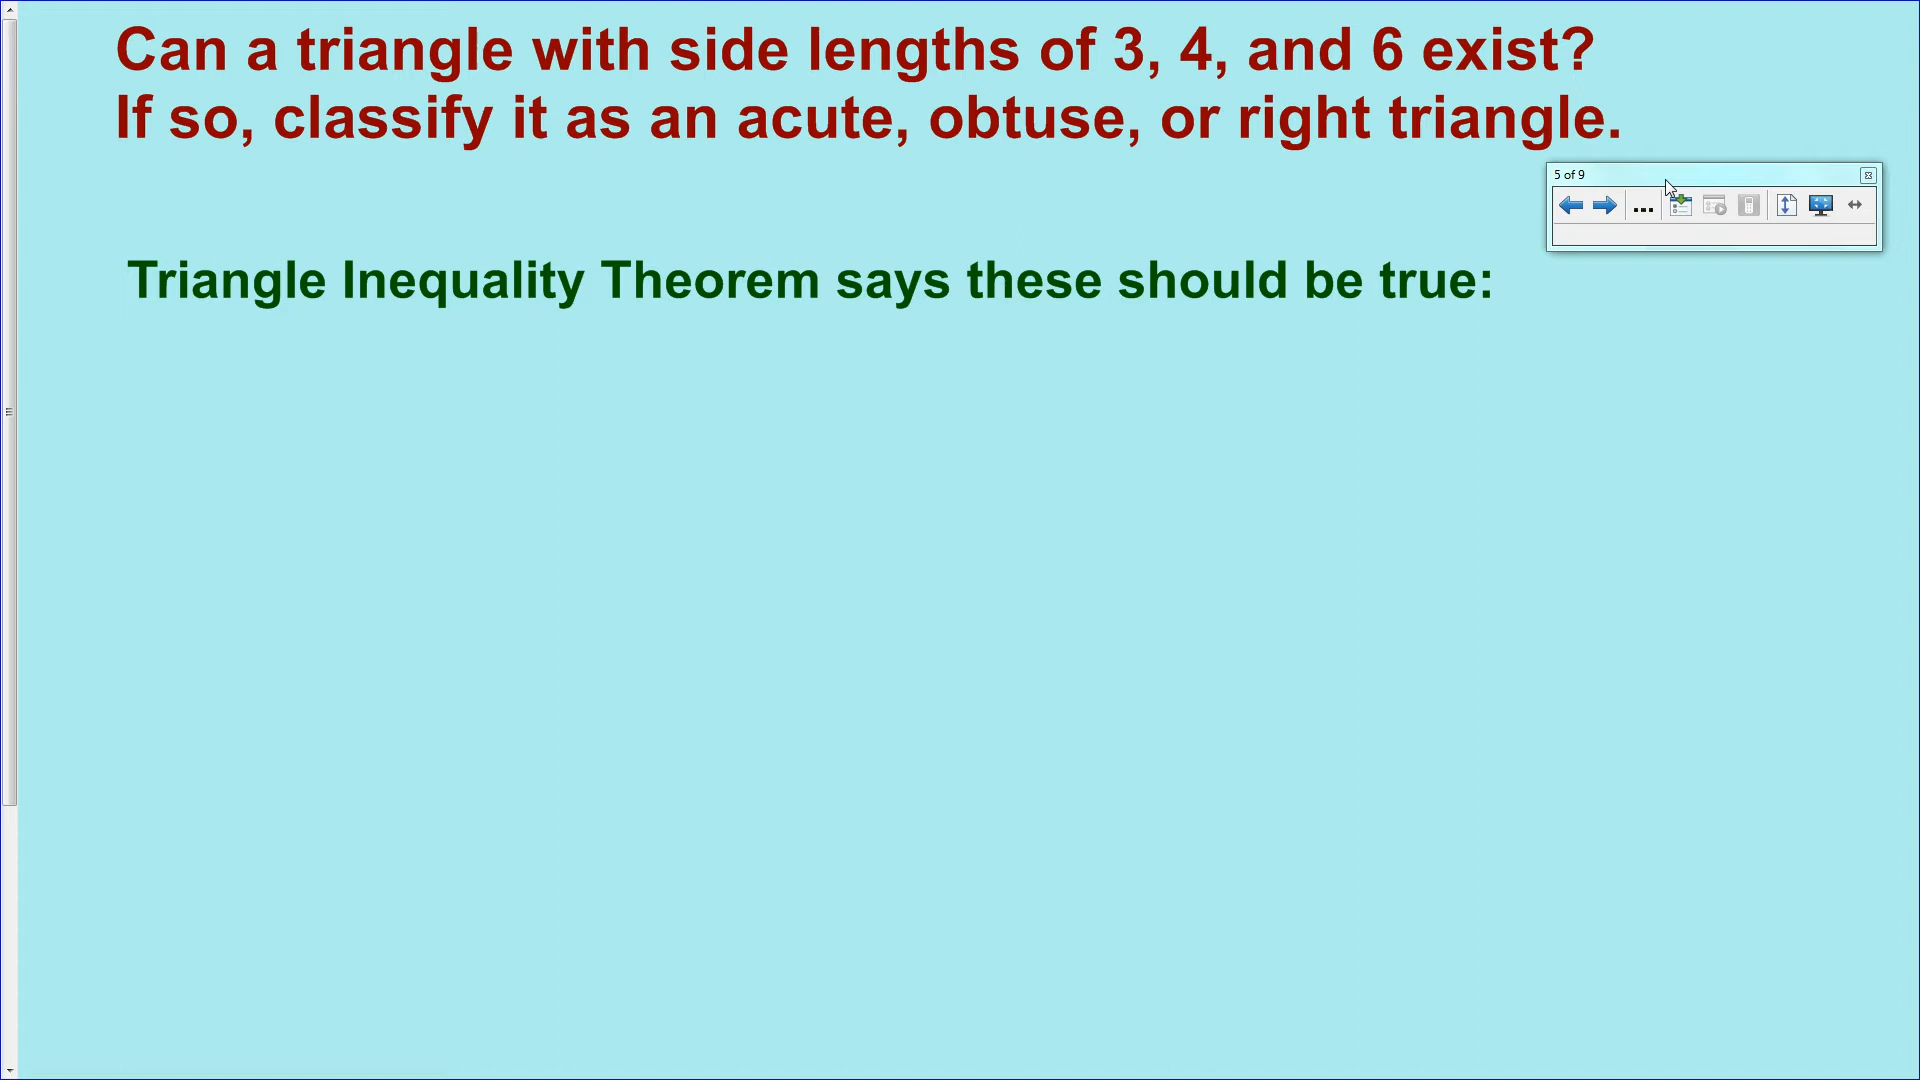 Can a triangle with side lengths of 3, 4, and 6 exist?
If so, classify it as an acute, obtuse, or right triangle.
5 of 9
Triangle Inequality Theorem says these should be true: